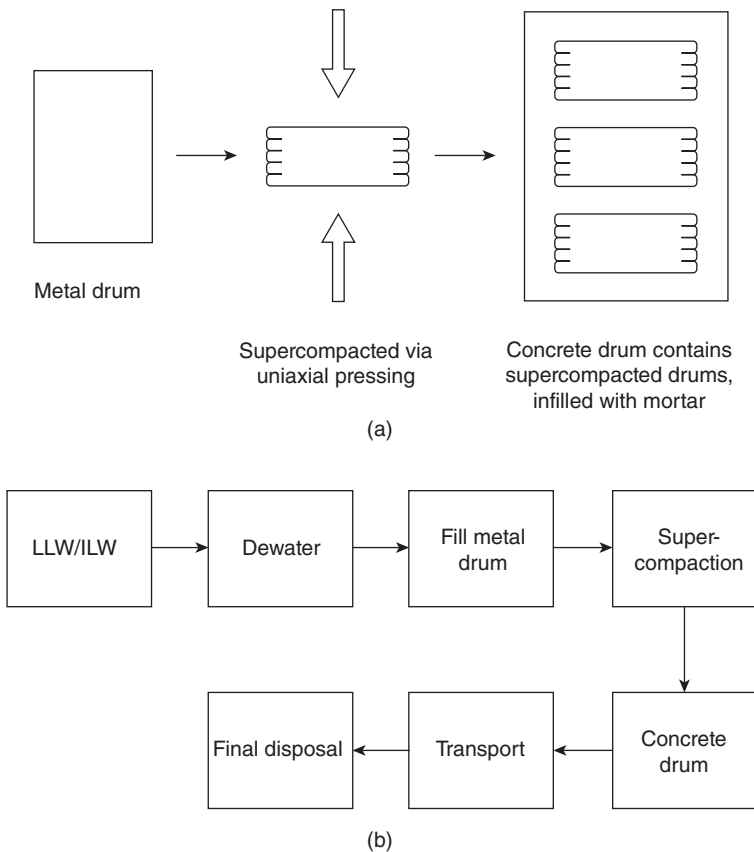 Metal drum
Supercompacted via
uniaxial pressing
Concrete drum contains
supercompacted drums,
infilled with mortar
(a)
LLW/ILW
Dewater
Fill metal
drum
Super-
compaction
Final disposal
Transport
Concrete
drum
(b)